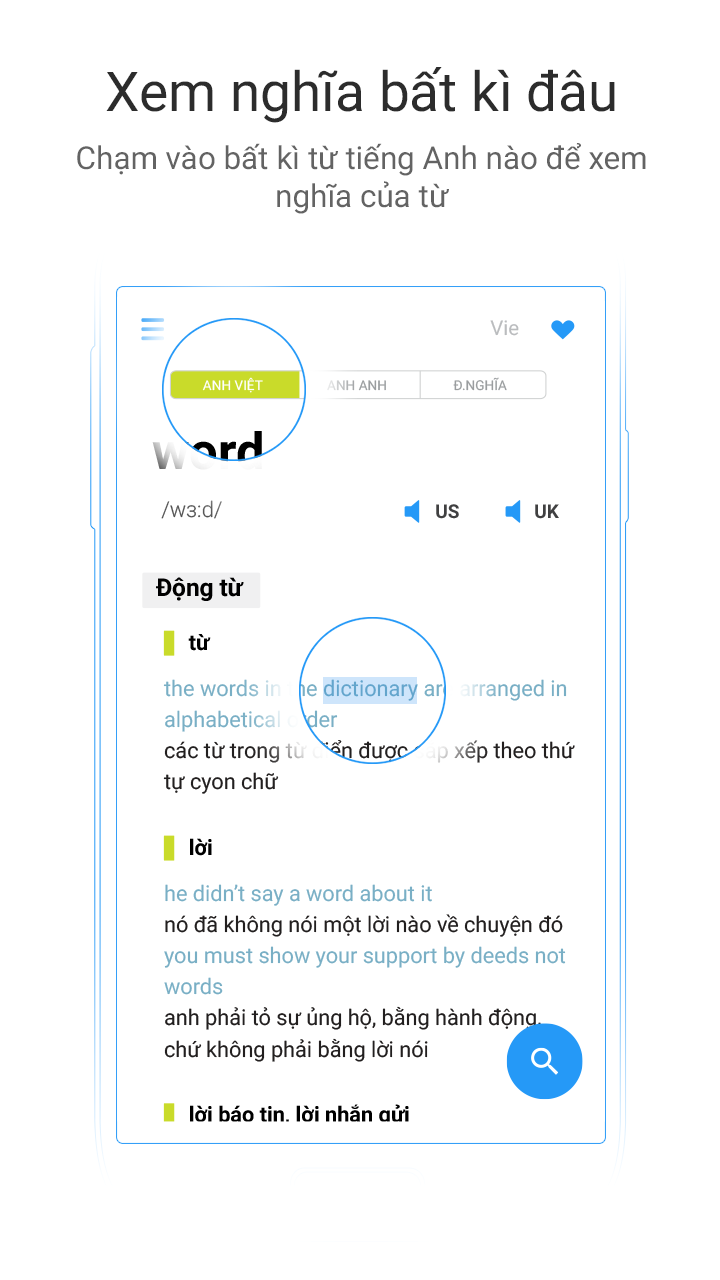 Xem nghĩa bất kì đâu
Chạm vào bất kì từ tiếng Anh nào để xem
nghĩa của từ
Vie
ANH VIỆT ANH ANH Đ.NGHĨA
word
/wɜ:d/ US UK
Động từ
từ
the words in the dictionary are arranged in
alphabetical order
các từ trong từ điển được sắp xếp theo thứ
tự cyon chữ
lời
he didn't say a word about it
nó đã không nói một lời nào về chuyện đó
you must show your support by deeds not
words
anh phải tỏ sự ủng hộ, bằng hành động,
chứ không phải bằng lời nói
lời báo tin, lời nhắn gửi